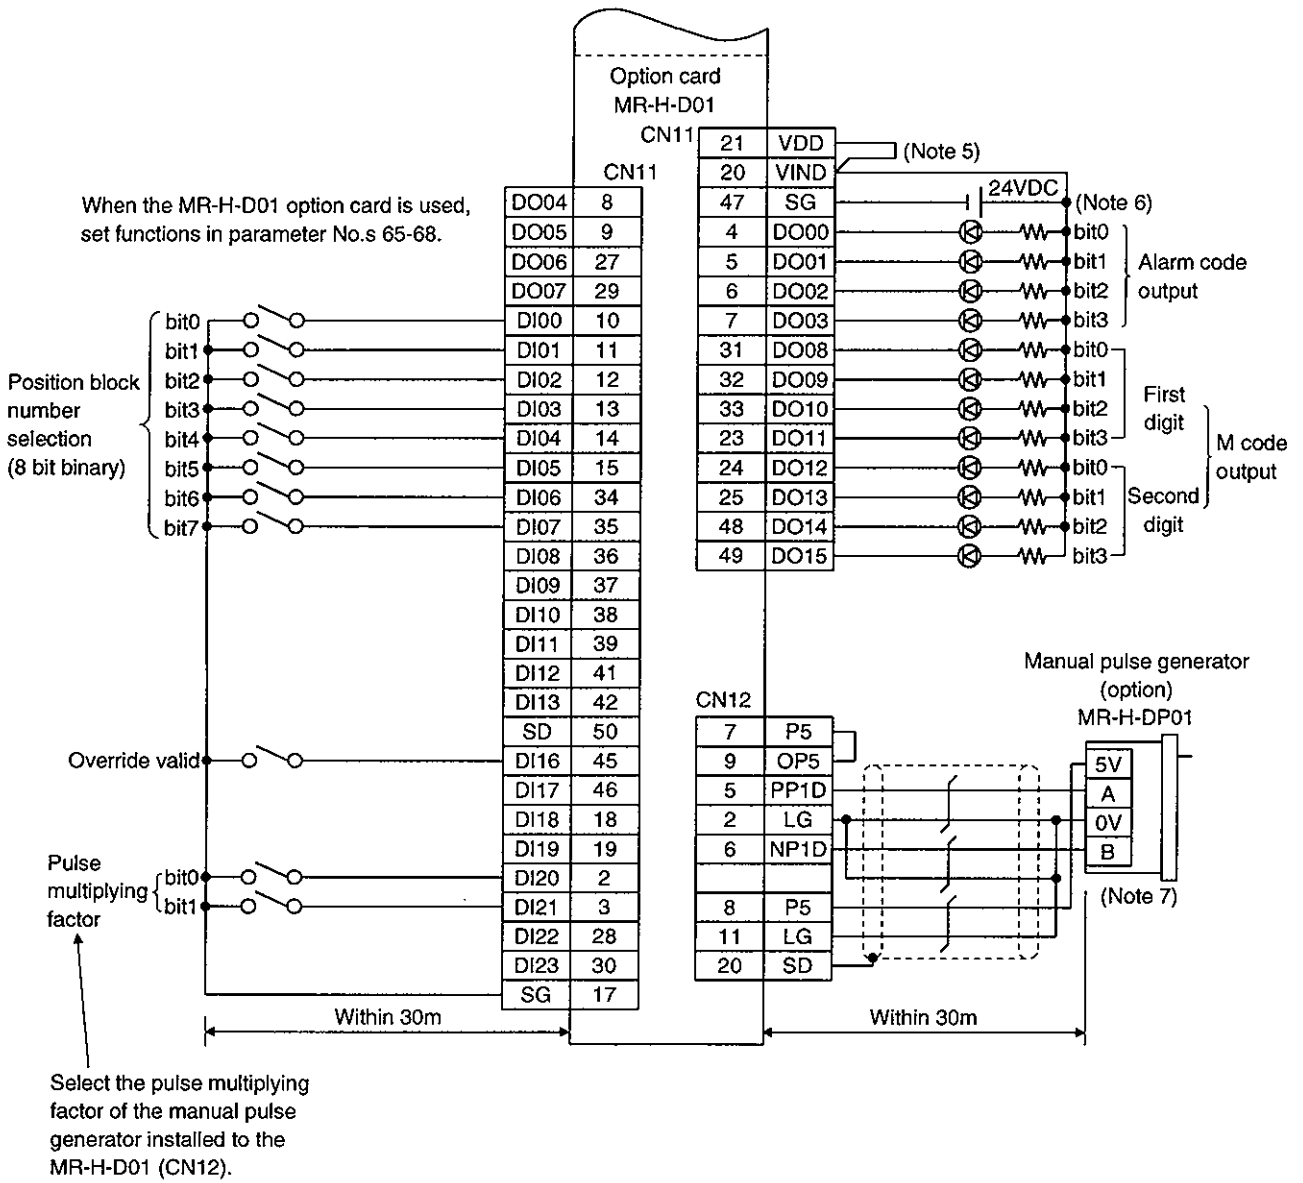 Option card
MR-H-D01
CN11
21 VDD
(Note 5)
20 VIND
CN11
24VDC
When the MR-H-D01 option card is used,
set functions in parameter No.s 65-68.
DO04 8
47 SG
(Note 6)
DO05 9
4 DO00
bit0
DO06 27
5 DO01
bit1
Alarm code
output
DO07 29
6 DO02
bit2
bit0
DI00 10
7 DO03
bit3
bit1
DI01 11
31 DO08
bit0
Position block
number
selection
(8 bit binary)
bit2
DI02 12
32 DO09
bit1
First
digit
bit3
DI03 13
33 DO10
bit2
bit4
DI04 14
23 DO11
bit3
M code
output
bit5
DI05 15
24 DO12
bit0
bit6
DI06 34
25 DO13
bit1
Second
digit
bit7
DI07 35
48 DO14
bit2
DI08 36
49 DO15
bit3
DI09 37
DI10 38
DI11 39
DI12 41
DI13 42
SD 50
Override valid
DI16 45
DI17 46
DI18 18
DI19 19
Pulse
multiplying
factor
bit0
DI20 2
bit1
DI21 3
DI22 28
DI23 30
SG 17
Manual pulse generator
(option)
MR-H-DP01
CN12
7 P5
9 OP5
5V
5 PP1D
A
2 LG
0V
6 NP1D
B
(Note 7)
8 P5
11 LG
20 SD
Within 30m
Within 30m
Select the pulse multiplying
factor of the manual pulse
generator installed to the
MR-H-D01 (CN12).